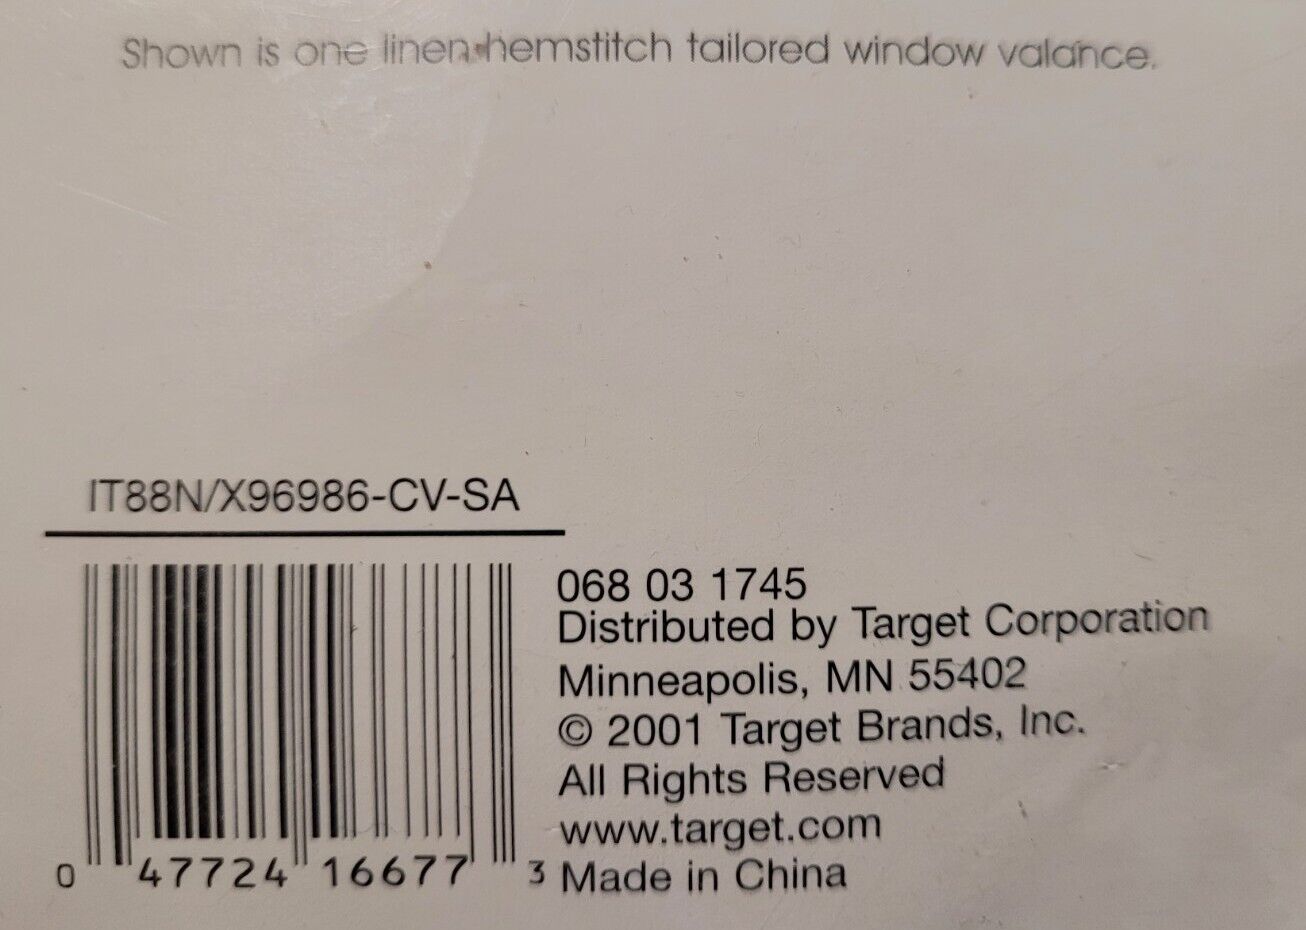 Shown is one linen hemstitch tailored window valance.
IT88N/X96986-CV-SA
068 03 1745
Distributed by Target Corporation
Minneapolis, MN 55402
© 2001 Target Brands, Inc.
All Rights Reserved
www.target.com
Made in China
0 47724 16677 3